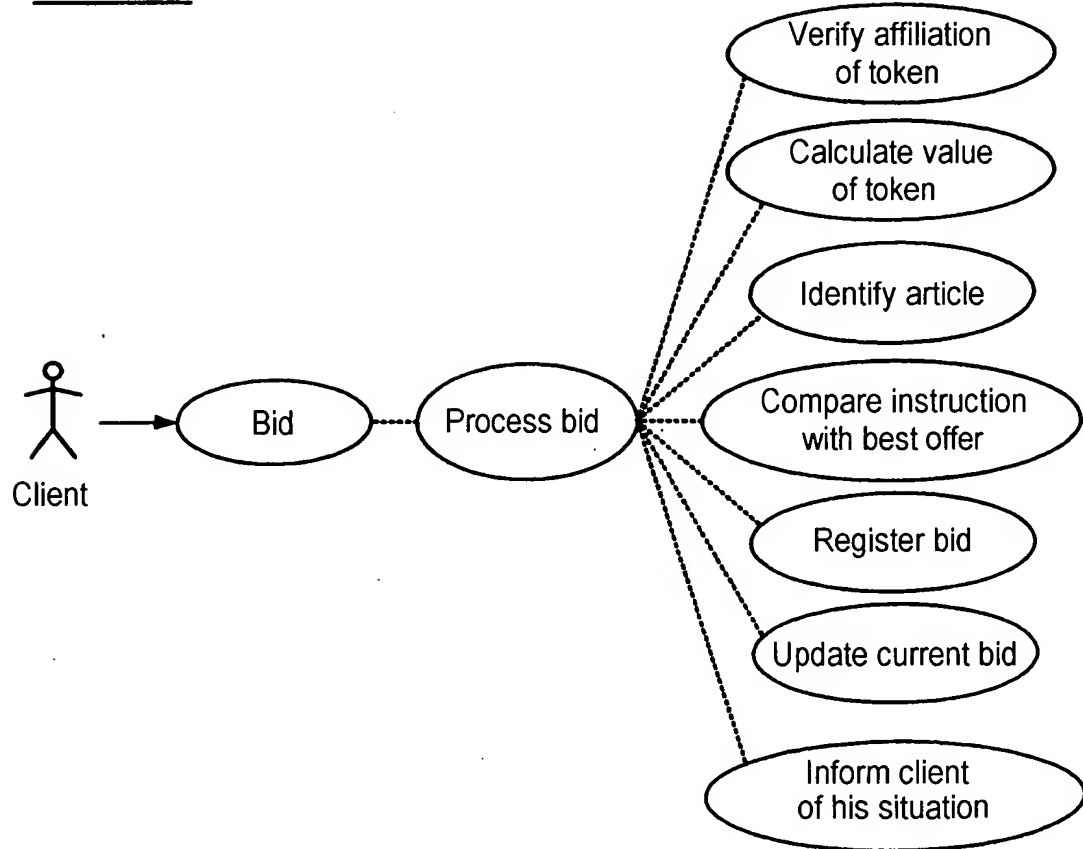 Verify affiliation
of token
Calculate value
of token
Identify article
Compare instruction
with best offer
Bid
Process bid
Client
Register bid
Update current bid
Inform client
of his situation